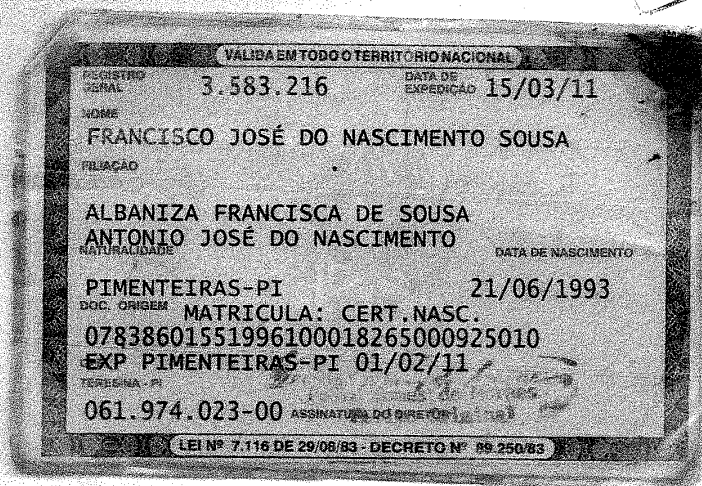 VALIDA EM TODO O TERRITORIO NACIONAL
REGISTRO GERAL 3.583.216 DATA DE EXPEDIÇÃO 15/03/11
NOME
FRANCISCO JOSÉ DO NASCIMENTO SOUSA
FILIAÇÃO
ALBANIZA FRANCISCA DE SOUSA
ANTONIO JOSÉ DO NASCIMENTO
NATURALIDADE DATA DE NASCIMENTO
PIMENTEIRAS-PI 21/06/1993
DOC. ORIGEM MATRICULA: CERT.NASC.
07838601551996100018265000925010
EXP PIMENTEIRAS-PI 01/02/11
TERESINA - PI
061.974.023-00 ASSINATURA DO DIRETOR
LEI Nº 7.116 DE 29/08/83 - DECRETO Nº 89.250/83